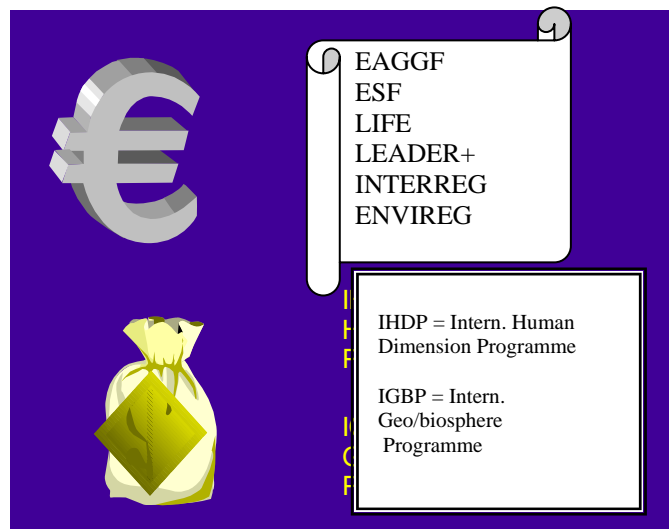 EAGGF
ESF
LIFE
LEADER+
INTERREG
ENVIREG
IHDP = Intern. Human
Dimension Programme
IGBP = Intern.
Geo/biosphere
Programme